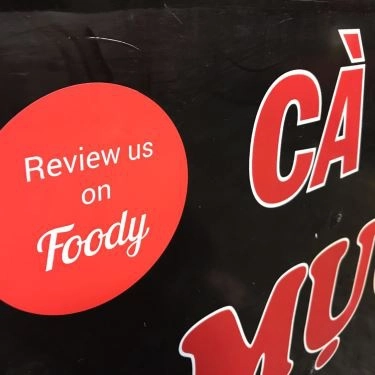 Review us
on
Foody
CÀ